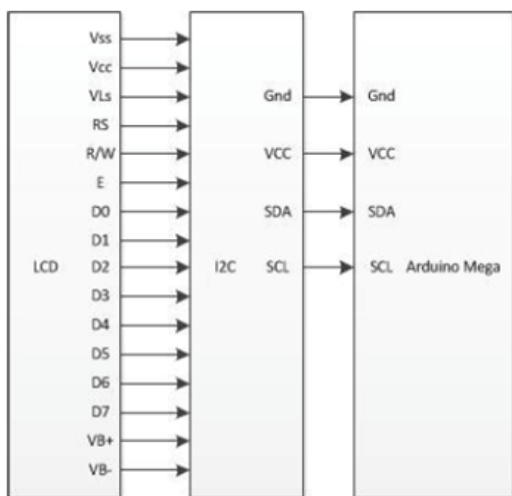 Vss
Vcc
VLs
Gnd
Gnd
RS
R/W
VCC
VCC
E
D0
SDA
SDA
D1
LCD
D2
I2C
SCL
SCL
Arduino Mega
D3
D4
D5
D6
D7
VB+
VB-